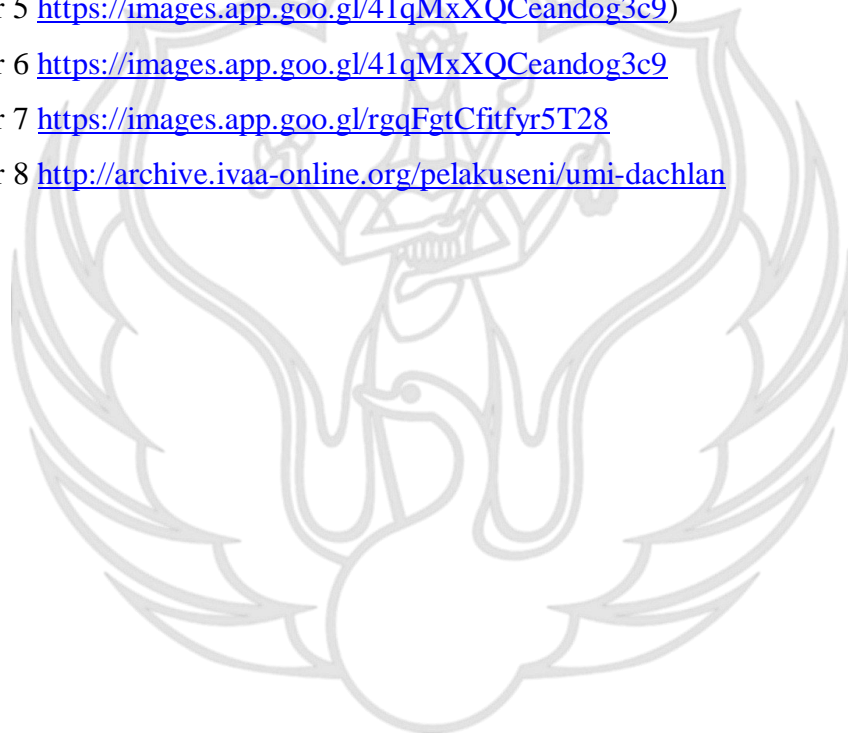 r 5 https://images.app.goo.gl/41qMxXQCeandog3c9)
r 6 https://images.app.goo.gl/41qMxXQCeandog3c9
r 7 https://images.app.goo.gl/rgqFgtCfitfyr5T28
r 8 http://archive.ivaa-online.org/pelakuseni/umi-dachlan